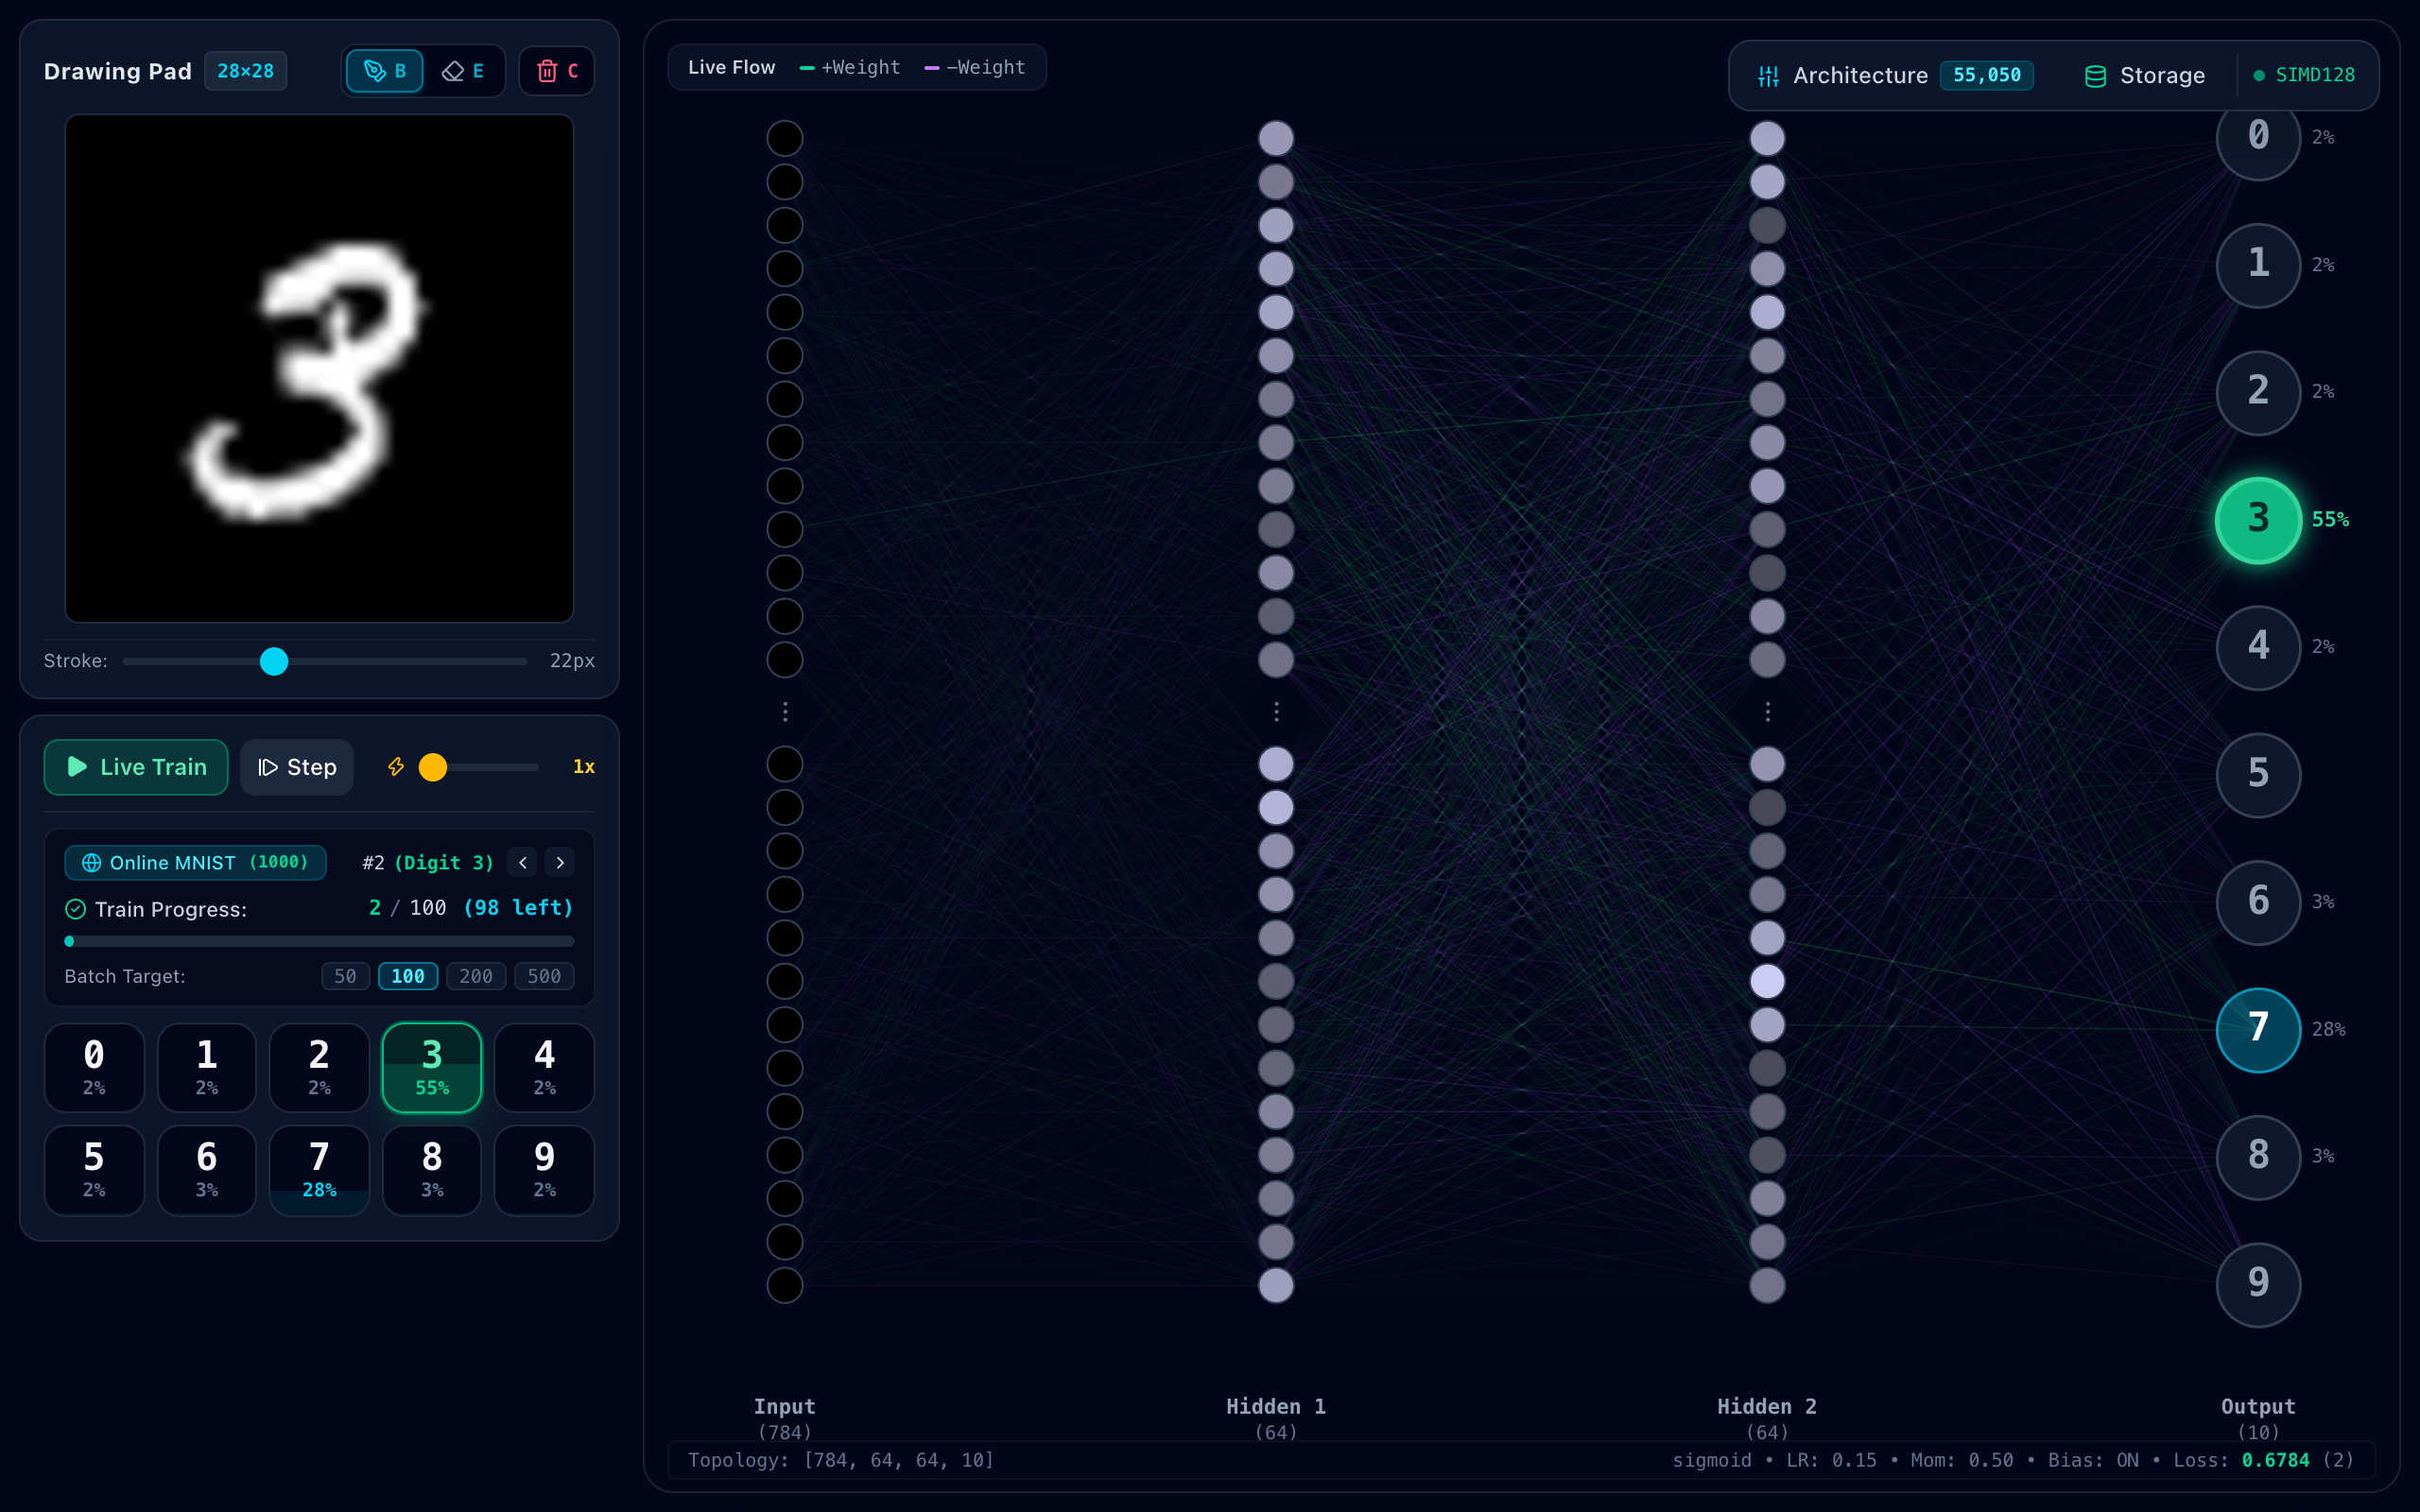 Drawing Pad 28×28 B E C
3
Stroke: 22px
Live Train Step 1x
Online MNIST (1000) #2 (Digit 3)
Train Progress: 2 / 100 (98 left)
Batch Target: 50 100 200 500
0 1 2 3 4
2% 2% 2% 55% 2%
5 6 7 8 9
2% 3% 28% 3% 2%
Live Flow +Weight −Weight
Architecture 55,050 Storage SIMD128
0 2%
1 2%
2 2%
3 55%
4 2%
5
6 3%
7 28%
8 3%
9
Input Hidden 1 Hidden 2 Output
(784) (64) (64) (10)
Topology: [784, 64, 64, 10] sigmoid • LR: 0.15 • Mom: 0.50 • Bias: ON • Loss: 0.6784 (2)